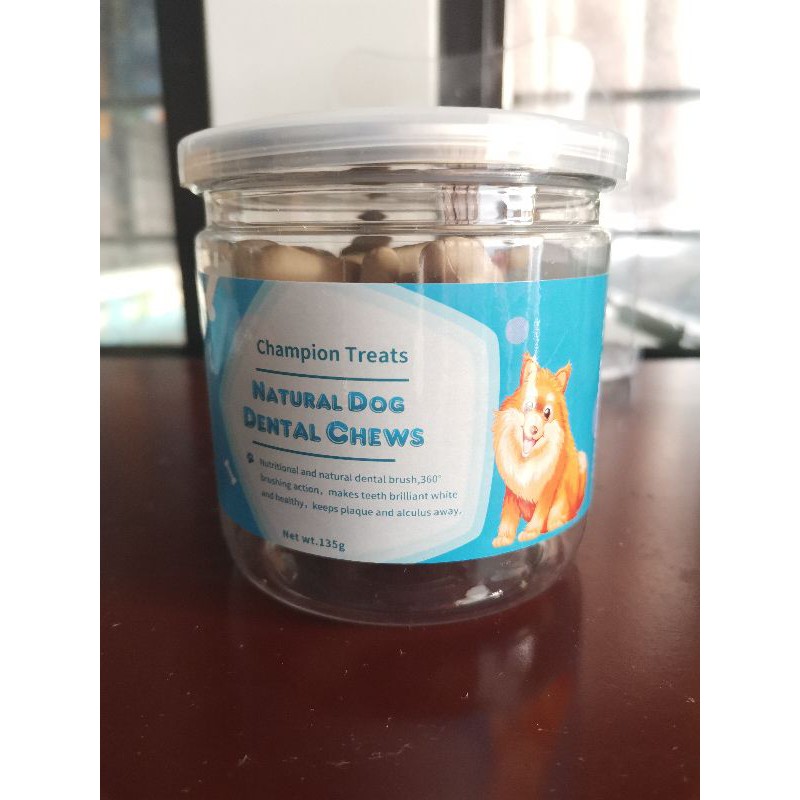 Champion Treats
NATURAL DOG
DENTAL CHEWS
Nutritional and natural dental brush,360°
brushing action, makes teeth brilliant white
and healthy, keeps plaque and alculus away.
Net wt.135g